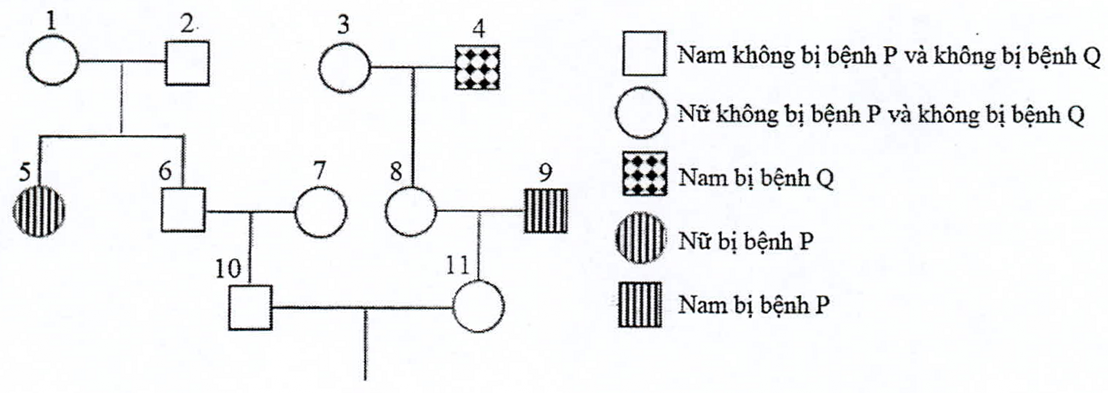 1
2
3
4
Nam không bị bệnh P và không bị bệnh Q
Nữ không bị bệnh P và không bị bệnh Q
5
6
7
8
9
Nam bị bệnh Q
Nữ bị bệnh P
10
11
Nam bị bệnh P